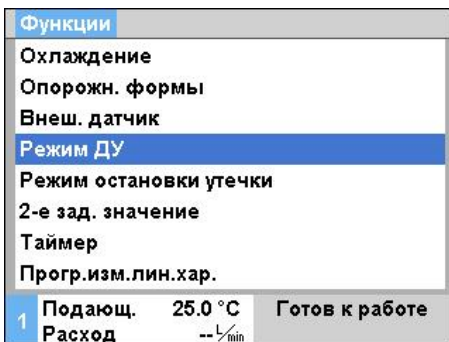 Функции
Охлаждение
Опорожн. формы
Внеш. датчик
Режим ДУ
Режим остановки утечки
2-е зад. значение
Таймер
Прогр.изм.лин.хар.
1 Подающ. 25.0 °C Готов к работе
Расход -- L/min